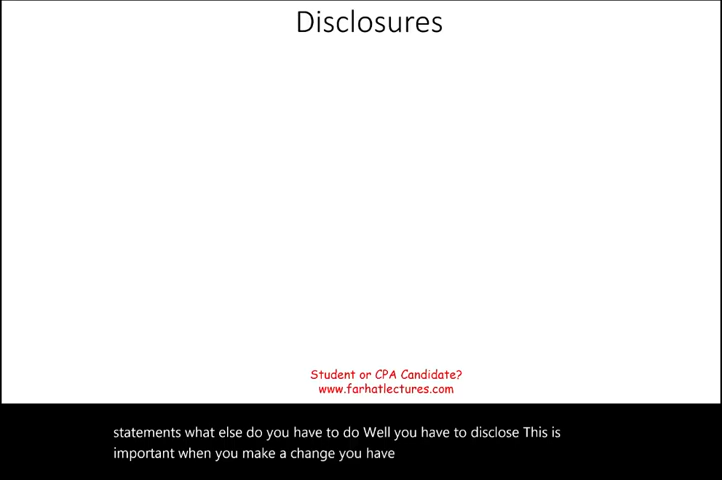 Disclosures
Student or CPA Candidate?
www.farhatlectures.com
statements what else do you have to do Well you have to disclose This is
important when you make a change you have